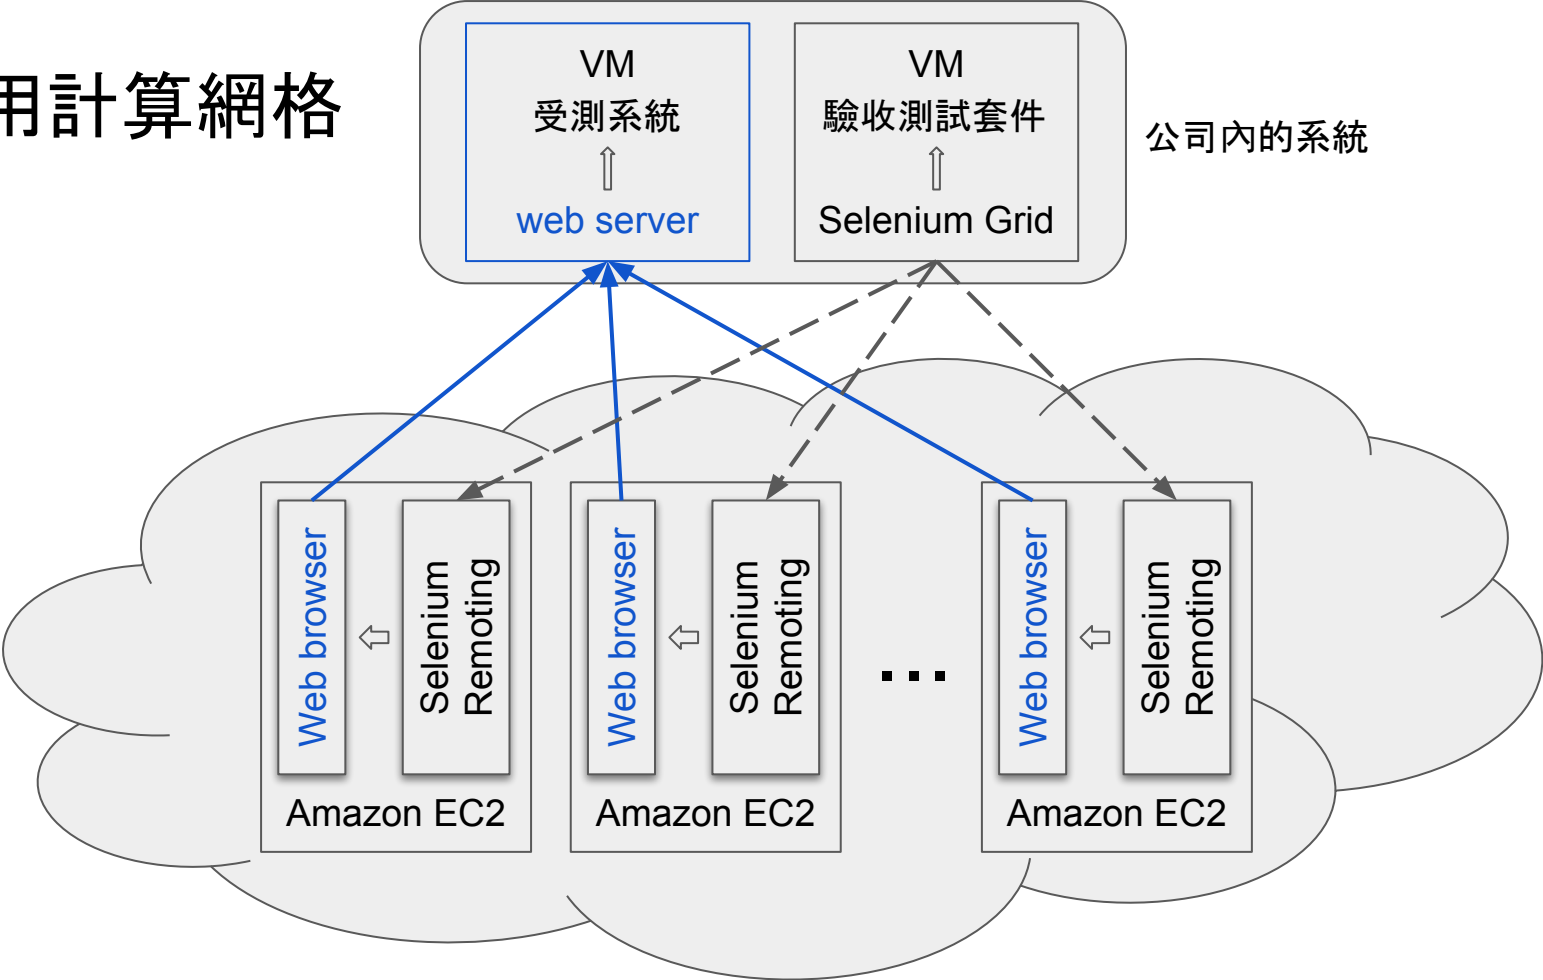 用計算網格
VM
受測系統
web server
VM
驗收測試套件
Selenium Grid
公司內的系統
Web browser
Selenium
Remoting
Amazon EC2
Web browser
Selenium
Remoting
Amazon EC2
...
Web browser
Selenium
Remoting
Amazon EC2